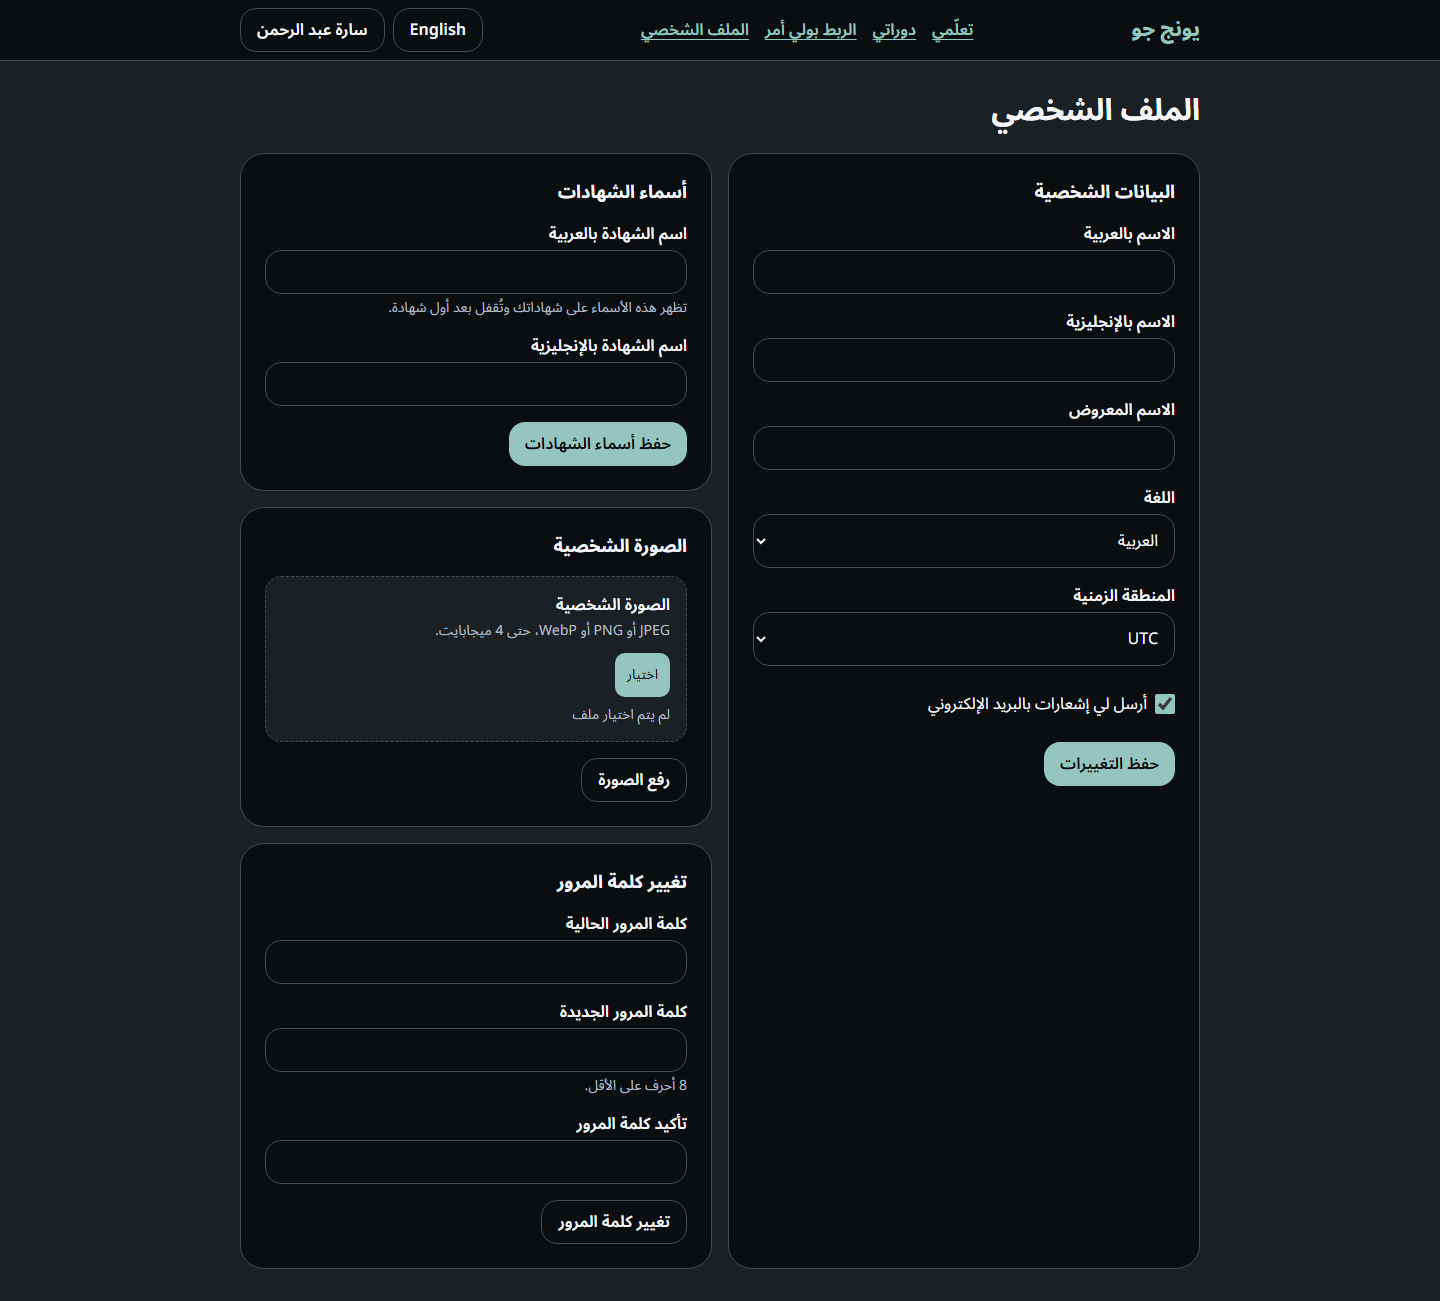 يونج جو
تعلّمي
دوراتي
الربط بولي أمر
الملف الشخصي
English
سارة عبد الرحمن
الملف الشخصي
البيانات الشخصية
الاسم بالعربية
الاسم بالإنجليزية
الاسم المعروض
اللغة
العربية
المنطقة الزمنية
UTC
أرسل لي إشعارات بالبريد الإلكتروني
حفظ التغييرات
أسماء الشهادات
اسم الشهادة بالعربية
تظهر هذه الأسماء على شهاداتك وتُقفل بعد أول شهادة.
اسم الشهادة بالإنجليزية
حفظ أسماء الشهادات
الصورة الشخصية
الصورة الشخصية
JPEG أو PNG أو WebP، حتى 4 ميجابايت.
اختيار
لم يتم اختيار ملف
رفع الصورة
تغيير كلمة المرور
كلمة المرور الحالية
كلمة المرور الجديدة
8 أحرف على الأقل.
تأكيد كلمة المرور
تغيير كلمة المرور